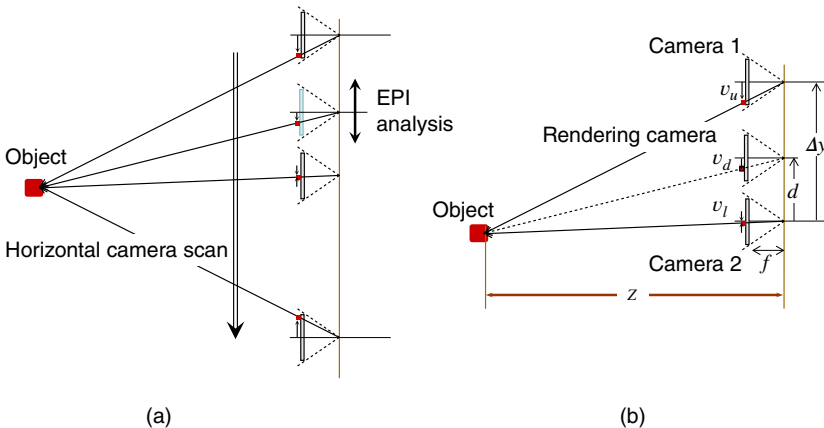 Object
EPI
analysis
Horizontal camera scan
(a)
Camera 1
v_u
Rendering camera
Δy
v_d
d
Object
v_l
Camera 2
f
z
(b)